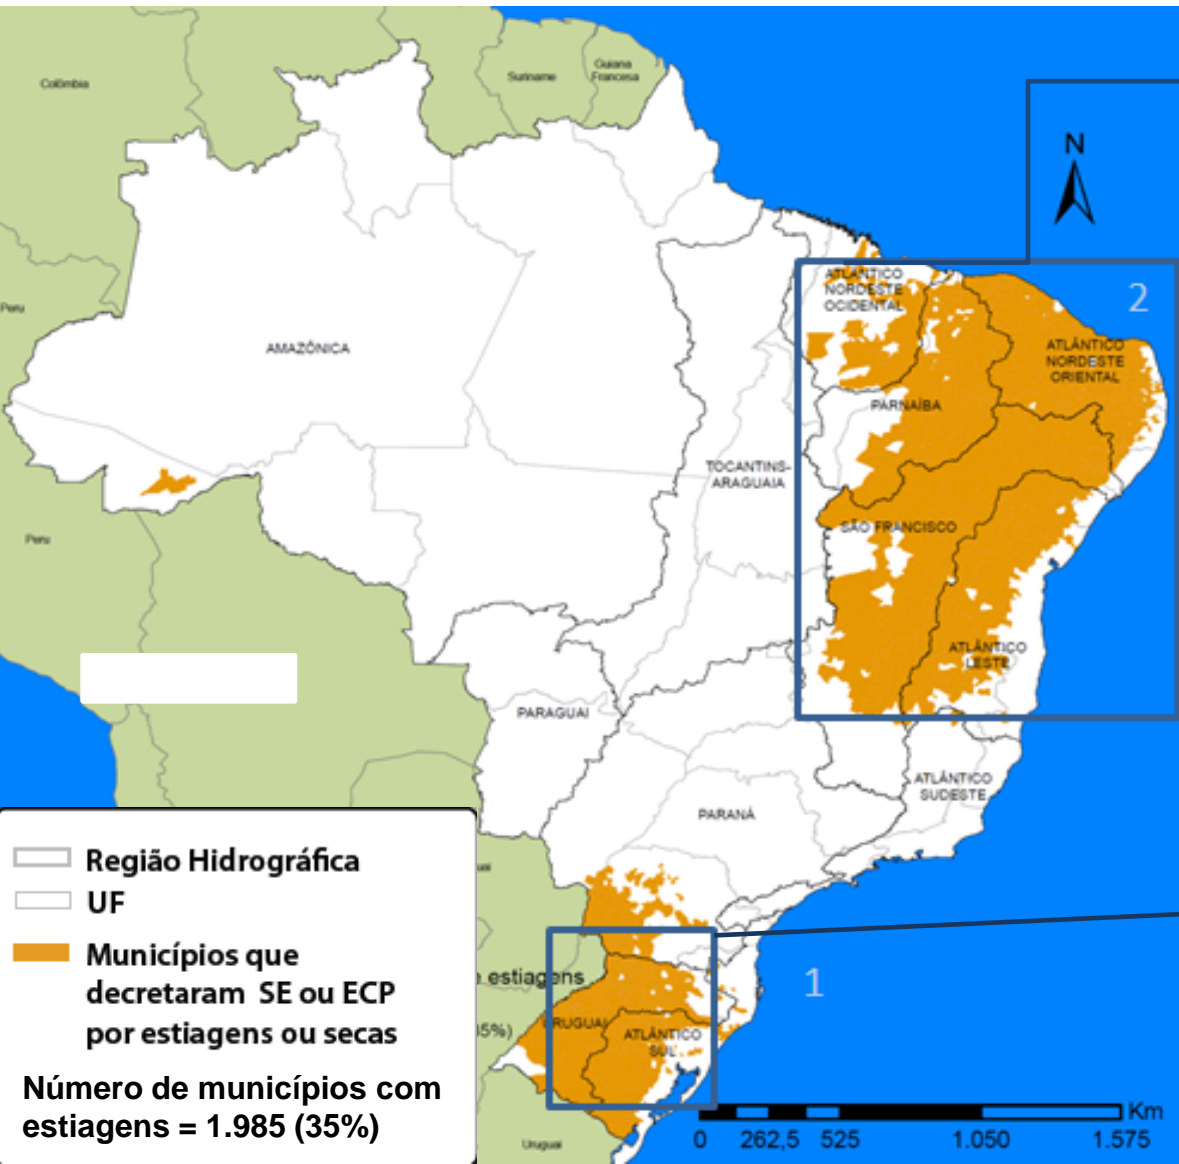 Colômbia
Suriname
Guiana
Francesa
N
2
ATLÂNTICO
NORDESTE
OCIDENTAL
Peru
AMAZÔNICA
ATLÂNTICO
NORDESTE
ORIENTAL
PARNAÍBA
TOCANTINS-
ARAGUAIA
SÃO FRANCISCO
Peru
ATLÂNTICO
LESTE
PARAGUAI
ATLÂNTICO
SUDESTE
PARANÁ
Região Hidrográfica
UF
Municípios que
decretaram SE ou ECP
por estiagens ou secas
Número de municípios com
estiagens = 1.985 (35%)
estiagens
1
URUGUAI
ATLÂNTICO
SUL
Uruguai
Km
0 262,5 525 1.050 1.575